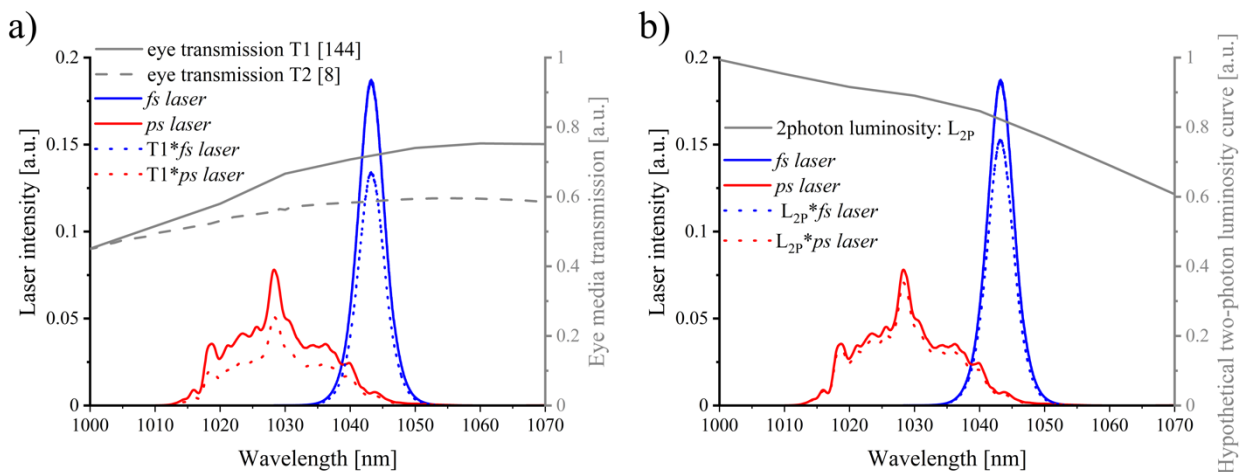 a)
eye transmission T1 [144]
eye transmission T2 [8]
fs laser
ps laser
T1*fs laser
T1*ps laser
0.2
0.15
0.1
0.05
0
Laser intensity [a.u.]
1
0.8
0.6
0.4
0.2
0
Eye media transmission [a.u.]
1000 1010 1020 1030 1040 1050 1060 1070
Wavelength [nm]
b)
2photon luminosity: L2P
fs laser
ps laser
L2P*fs laser
L2P*ps laser
0.2
0.15
0.1
0.05
0
Laser intensity [a.u.]
1
0.8
0.6
0.4
0.2
0
Hypothetical two-photon luminosity curve [a.u.]
1000 1010 1020 1030 1040 1050 1060 1070
Wavelength [nm]